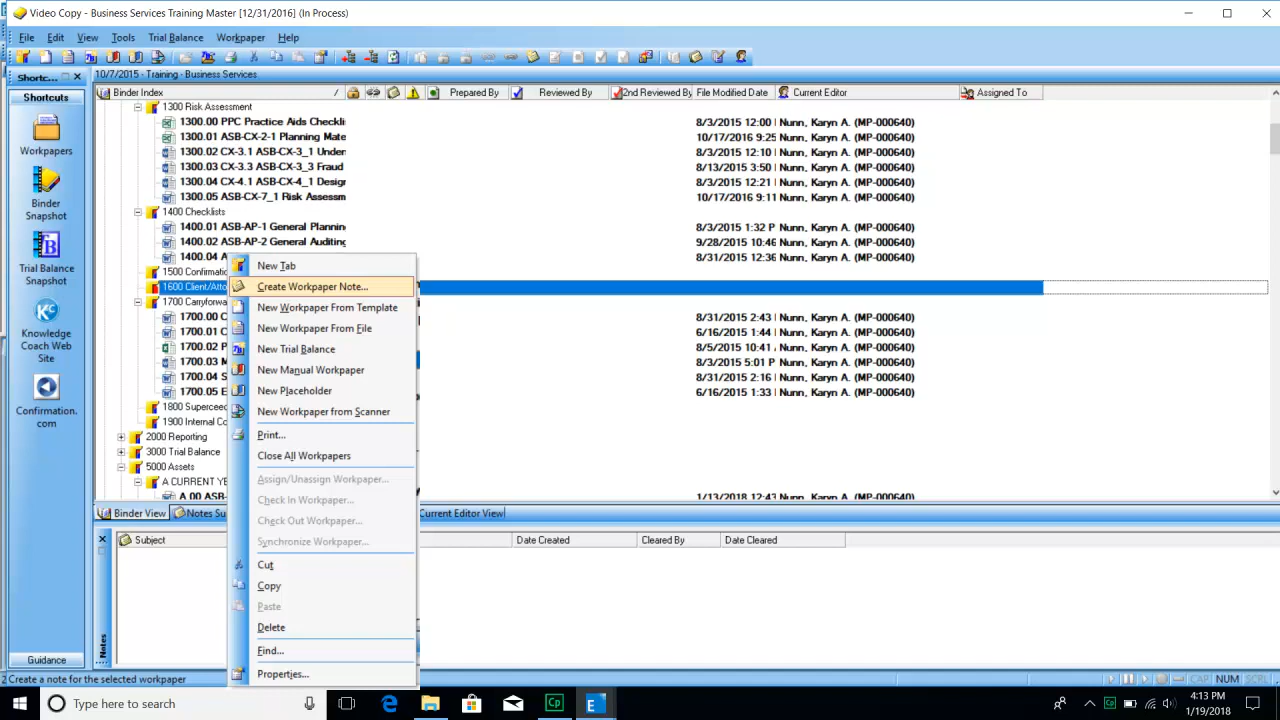 Video Copy - Business Services Training Master [12/31/2016] (In Process)
File Edit View Tools Trial Balance Workpaper Help
Shortc...
10/7/2015 - Training - Business Services
Shortcuts
Workpapers
Binder Snapshot
Trial Balance Snapshot
Knowledge Coach Web Site
Confirmation.com
Guidance
Binder Index Prepared By Reviewed By 2nd Reviewed By File Modified Date Current Editor Assigned To
1300 Risk Assessment
1300.00 PPC Practice Aids Checkli 8/3/2015 12:00 Nunn, Karyn A. (MP-000640)
1300.01 ASB-CX-2-1 Planning Mate 10/17/2016 9:25 Nunn, Karyn A. (MP-000640)
1300.02 CX-3.1 ASB-CX-3_1 Under 8/3/2015 12:10 Nunn, Karyn A. (MP-000640)
1300.03 CX-3.3 ASB-CX-3_3 Fraud 8/13/2015 3:50 Nunn, Karyn A. (MP-000640)
1300.04 CX-4.1 ASB-CX-4_1 Design 8/3/2015 12:21 Nunn, Karyn A. (MP-000640)
1300.05 ASB-CX-7_1 Risk Assessm 10/17/2016 9:11 Nunn, Karyn A. (MP-000640)
1400 Checklists
1400.01 ASB-AP-1 General Plannin 8/3/2015 1:32 P Nunn, Karyn A. (MP-000640)
1400.02 ASB-AP-2 General Auditing 9/28/2015 10:46 Nunn, Karyn A. (MP-000640)
1400.04 A 8/31/2015 12:36 Nunn, Karyn A. (MP-000640)
1500 Confirmatio
1600 Client/Atto
1700 Carryforw
1700.00 C 8/31/2015 2:43 Nunn, Karyn A. (MP-000640)
1700.01 C 6/16/2015 1:44 Nunn, Karyn A. (MP-000640)
1700.02 P 8/5/2015 10:41 Nunn, Karyn A. (MP-000640)
1700.03 M 8/3/2015 5:01 P Nunn, Karyn A. (MP-000640)
1700.04 S 8/31/2015 2:16 Nunn, Karyn A. (MP-000640)
1700.05 E 6/16/2015 1:33 Nunn, Karyn A. (MP-000640)
1800 Superceed
1900 Internal Co
2000 Reporting
3000 Trial Balance
5000 Assets
A CURRENT YE
A.00 ASB- 1/13/2018 12:43 Nunn, Karyn A. (MP-000640)
New Tab
Create Workpaper Note...
New Workpaper From Template
New Workpaper From File
New Trial Balance
New Manual Workpaper
New Placeholder
New Workpaper from Scanner
Print...
Close All Workpapers
Assign/Unassign Workpaper...
Check In Workpaper...
Check Out Workpaper...
Synchronize Workpaper...
Cut
Copy
Paste
Delete
Find...
Properties...
Binder View Notes Su Current Editor View
Subject Date Created Cleared By Date Cleared
Notes
Create a note for the selected workpaper CAP NUM SCRL
Type here to search
4:13 PM
1/19/2018